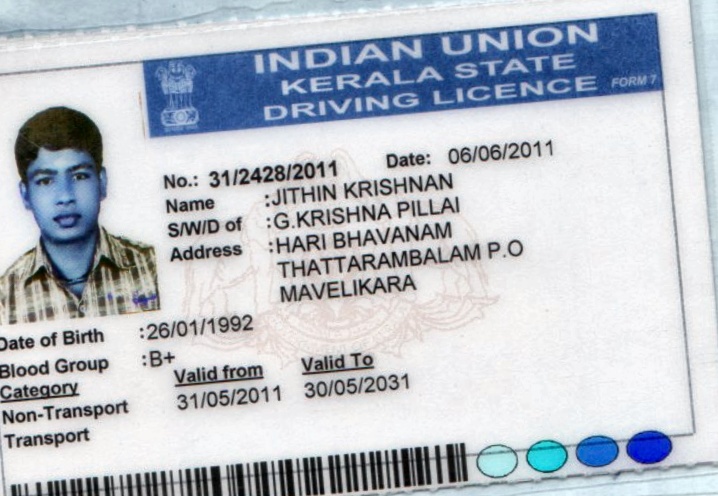 INDIAN UNION
KERALA STATE
DRIVING LICENCE FORM 7
No.: 31/2428/2011 Date: 06/06/2011
Name :JITHIN KRISHNAN
S/W/D of :G.KRISHNA PILLAI
Address :HARI BHAVANAM
THATTARAMBALAM P.O
MAVELIKARA
Date of Birth :26/01/1992
Blood Group :B+
Category Valid from Valid To
Non-Transport 31/05/2011 30/05/2031
Transport